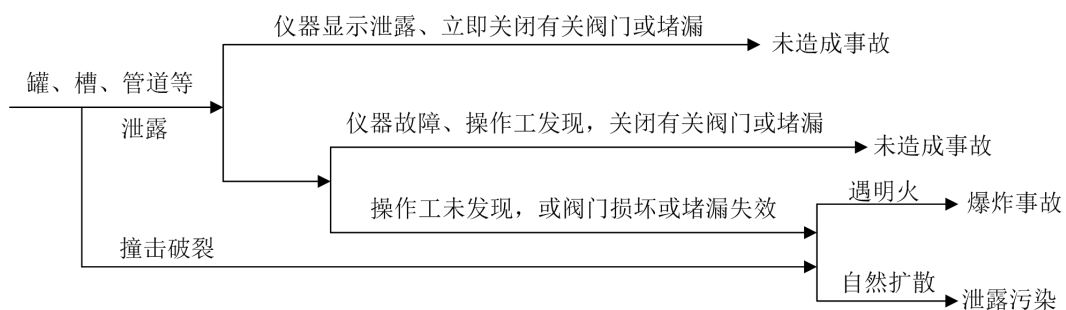 仪器显示泄露、立即关闭有关阀门或堵漏
未造成事故
罐、槽、管道等
泄露
仪器故障、操作工发现，关闭有关阀门或堵漏
未造成事故
操作工未发现，或阀门损坏或堵漏失效
遇明火
爆炸事故
撞击破裂
自然扩散
泄露污染